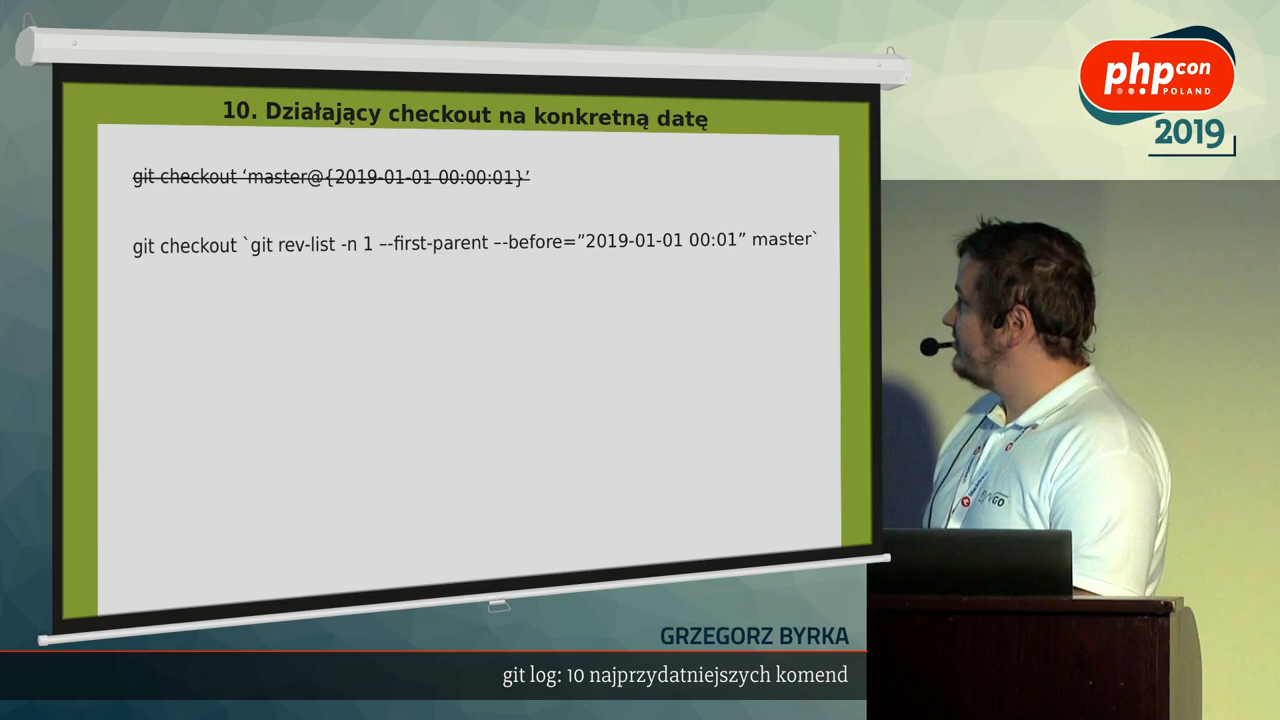 10. Działający checkout na konkretną datę
git checkout ‘master@{2019-01-01 00:00:01}’
git checkout `git rev-list -n 1 --first-parent --before=”2019-01-01 00:01” master`
phpcon
POLAND
2019
GRZEGORZ BYRKA
git log: 10 najprzydatniejszych komend